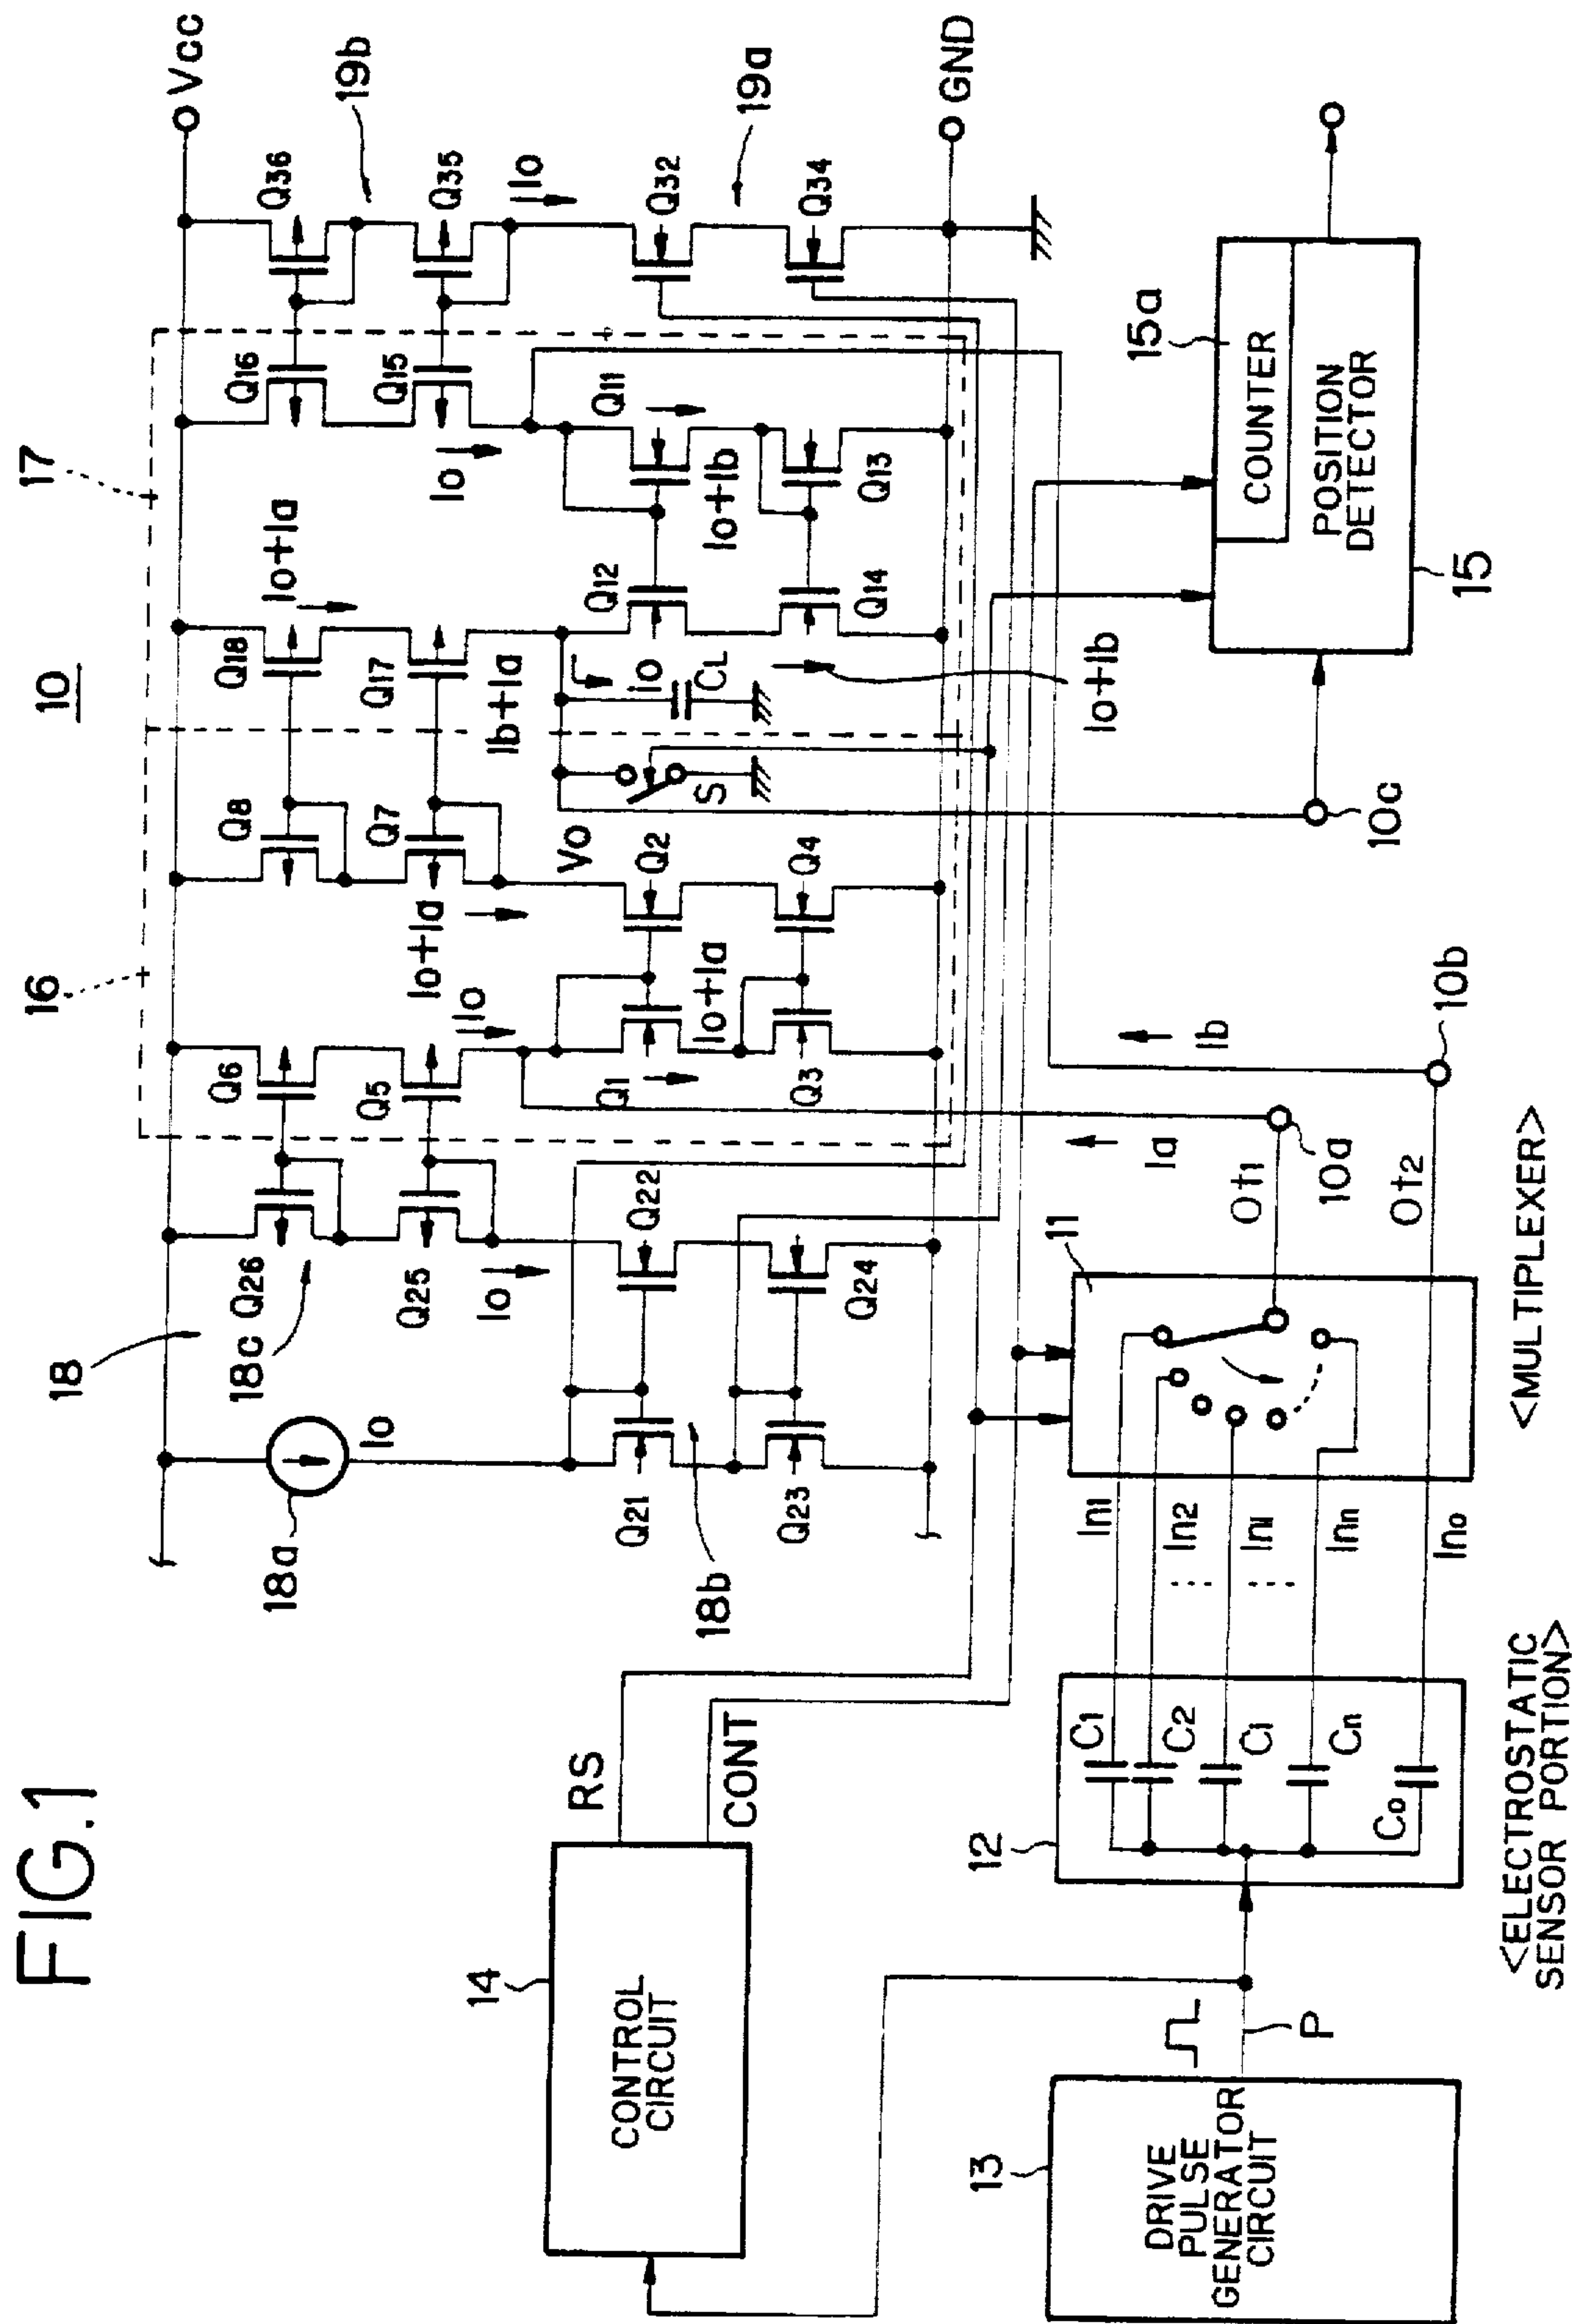 FIG.1
10
16
17
18
18a
Io
18c
Q26
Q25
Io
Q21
Q22
Q23
Q24
18b
Q6
Q5
Io
Q8
Q7
Io+Ia
Vo
Q1
Q2
Io+Ia
Q3
Q4
Q18
Io+Ia
Q17
Ib+Ia
S
Io
CL
Q16
Q15
Io
Q12
Q11
Io+Ib
Q14
Q13
Io+Ib
Vcc
Q36
19b
Q35
Io
Q32
19a
Q34
GND
14
CONTROL
CIRCUIT
RS
CONT
13
DRIVE
PULSE
GENERATOR
CIRCUIT
P
12
C1
C2
Ci
Cn
Co
<ELECTROSTATIC
SENSOR PORTION>
In1
In2
Ini
Inn
Ino
11
<MULTIPLEXER>
Ot1
Ot2
10a
10b
Ia
Ib
10c
15a
COUNTER
POSITION
DETECTOR
15